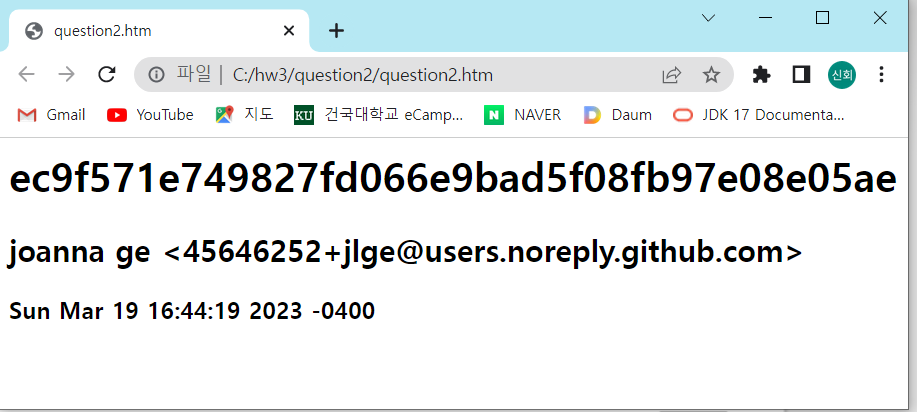 question2.htm
파일 | C:/hw3/question2/question2.htm
신회
Gmail YouTube 지도 KU 건국대학교 eCamp... N NAVER Daum JDK 17 Documenta...
ec9f571e749827fd066e9bad5f08fb97e08e05ae
joanna ge <45646252+jlge@users.noreply.github.com>
Sun Mar 19 16:44:19 2023 -0400